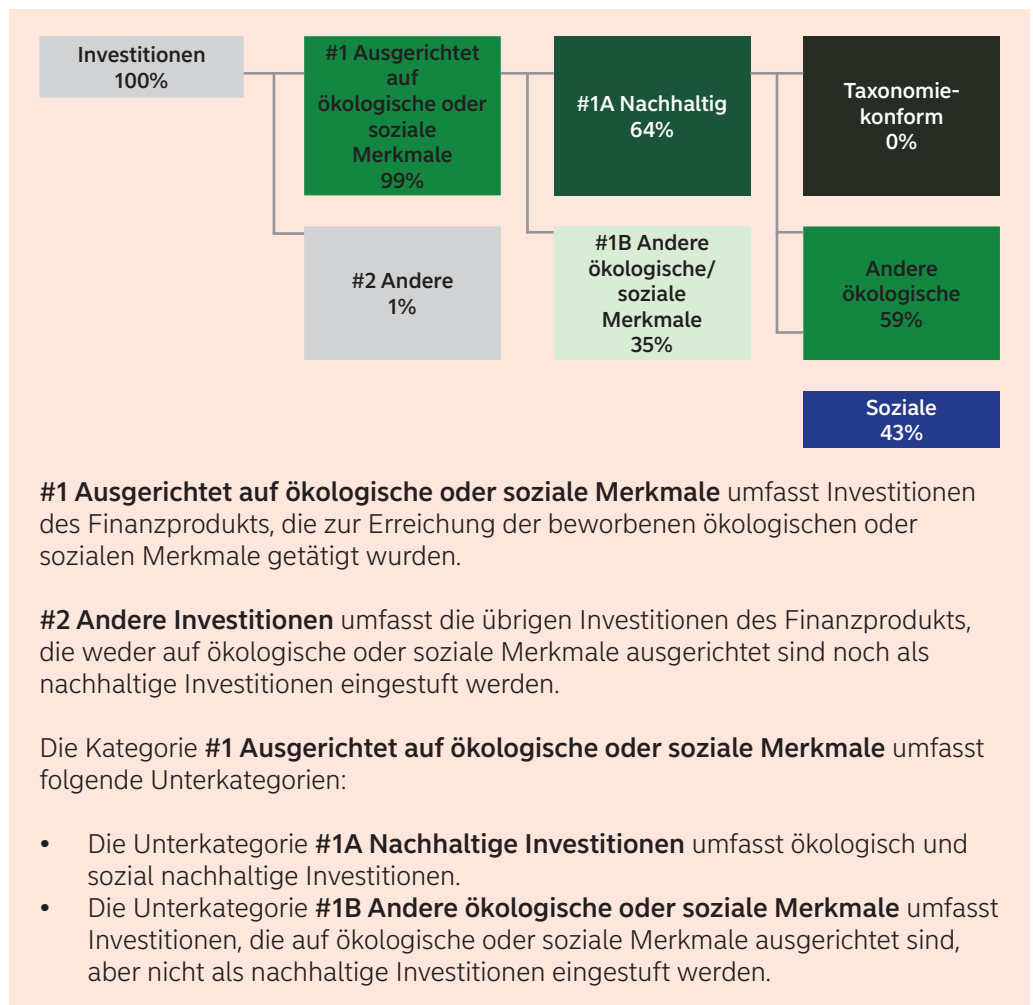 Investitionen
100%
#1 Ausgerichtet
auf
ökologische oder
soziale
Merkmale
99%
#1A Nachhaltig
64%
Taxonomie-
konform
0%
#2 Andere
1%
#1B Andere
ökologische/
soziale
Merkmale
35%
Andere
ökologische
59%
Soziale
43%
#1 Ausgerichtet auf ökologische oder soziale Merkmale umfasst Investitionen
des Finanzprodukts, die zur Erreichung der beworbenen ökologischen oder
sozialen Merkmale getätigt wurden.
#2 Andere Investitionen umfasst die übrigen Investitionen des Finanzprodukts,
die weder auf ökologische oder soziale Merkmale ausgerichtet sind noch als
nachhaltige Investitionen eingestuft werden.
Die Kategorie #1 Ausgerichtet auf ökologische oder soziale Merkmale umfasst
folgende Unterkategorien:
• Die Unterkategorie #1A Nachhaltige Investitionen umfasst ökologisch und
sozial nachhaltige Investitionen.
• Die Unterkategorie #1B Andere ökologische oder soziale Merkmale umfasst
Investitionen, die auf ökologische oder soziale Merkmale ausgerichtet sind,
aber nicht als nachhaltige Investitionen eingestuft werden.